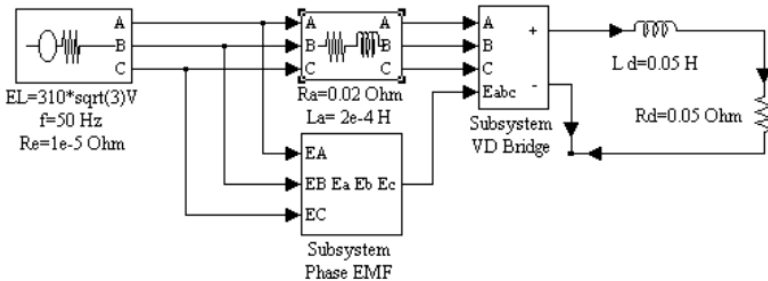 A
B
C
EL=310*sqrt(3)V
f=50 Hz
Re=1e-5 Ohm
A A
B B
C C
Ra=0.02 Ohm
La= 2e-4 H
EA
EB Ea Eb Ec
EC
Subsystem
Phase EMF
A +
B
C
Eabc -
Subsystem
VD Bridge
L d=0.05 H
Rd=0.05 Ohm